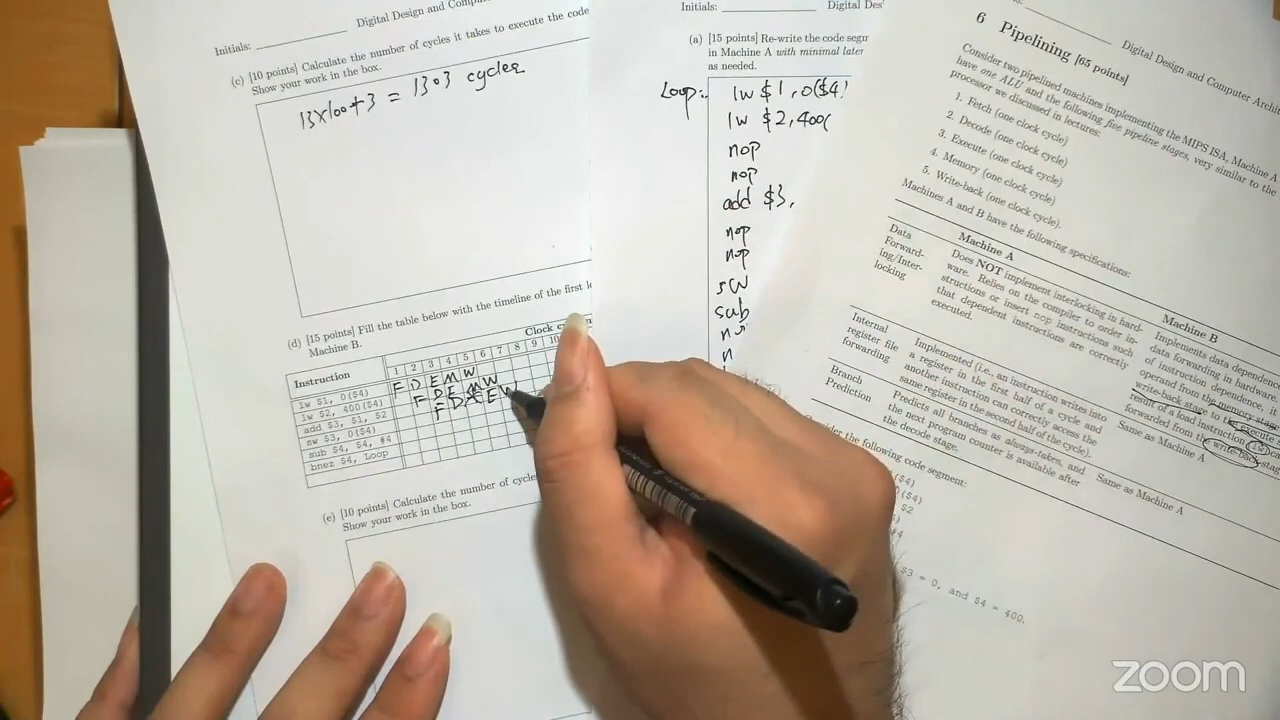 Initials:
Digital Design and Compu
(c) [10 points] Calculate the number of cycles it takes to execute the code
Show your work in the box.
13×100+3 = 1303 cycles
(d) [15 points] Fill the table below with the timeline of the first l
Machine B.
Instruction
Clock c
1 2 3 4 5 6 7 8 9 10
lw $1, 0($4) F D E M W
lw $2, 400($4) F D E M W
add $3, $1, $2 F D
sw $3, 0($4)
sub $4, $4, #4
bnez $4, Loop
(e) [10 points] Calculate the number of cycle
Show your work in the box.
Initials:
Digital Des
(a) [15 points] Re-write the code segm
in Machine A with minimal later
as needed.
Loop:
lw $1, 0($4)
lw $2, 400(
nop
nop
add $3,
nop
nop
sw
sub
n
Digital Design and Computer Archi
6 Pipelining [65 points]
Consider two pipelined machines implementing the MIPS ISA, Machine A
have one ALU and the following five pipeline stages, very similar to the
processor we discussed in lectures:
1. Fetch (one clock cycle)
2. Decode (one clock cycle)
3. Execute (one clock cycle)
4. Memory (one clock cycle)
5. Write-back (one clock cycle).
Machines A and B have the following specifications:
Machine A
Machine B
Data
Forward-
ing/Inter-
locking
Does NOT implement interlocking in hard-
ware. Relies on the compiler to order in-
structions or insert nop instructions such
that dependent instructions are correctly
executed.
Implements data dependence
data forwarding in hardware,
operand from the memory stage
write-back stage to the execute
result of a load instruction (lw) ca
forwarded from the write-back stag
Internal
register file
forwarding
Implemented (i.e., an instruction writes into
a register in the first half of a cycle and
another instruction can correctly access the
same register in the second half of the cycle).
Same as Machine A
Branch
Prediction
Predicts all branches as always-taken, and
the next program counter is available after
the decode stage.
Same as Machine A
the following code segment:
($4)
($4)
$2
$3 = 0, and $4 = 400.
zoom